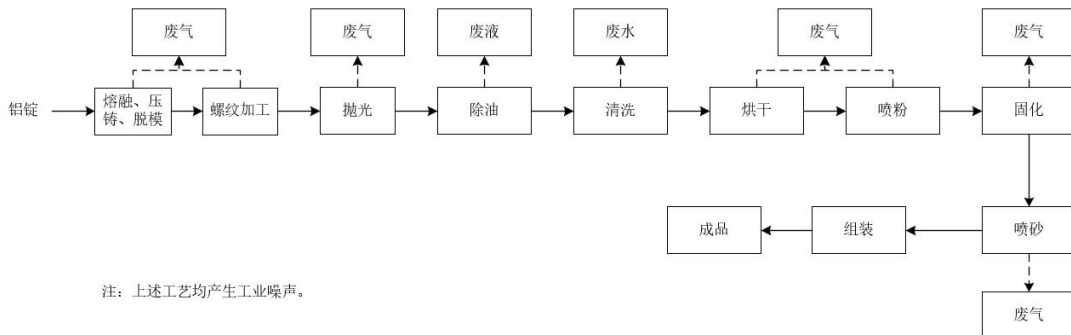 废气
废气
废液
废水
废气
废气
铝锭
熔融、压
铸、脱模
螺纹加工
抛光
除油
清洗
烘干
喷粉
固化
成品
组装
喷砂
注：上述工艺均产生工业噪声。
废气